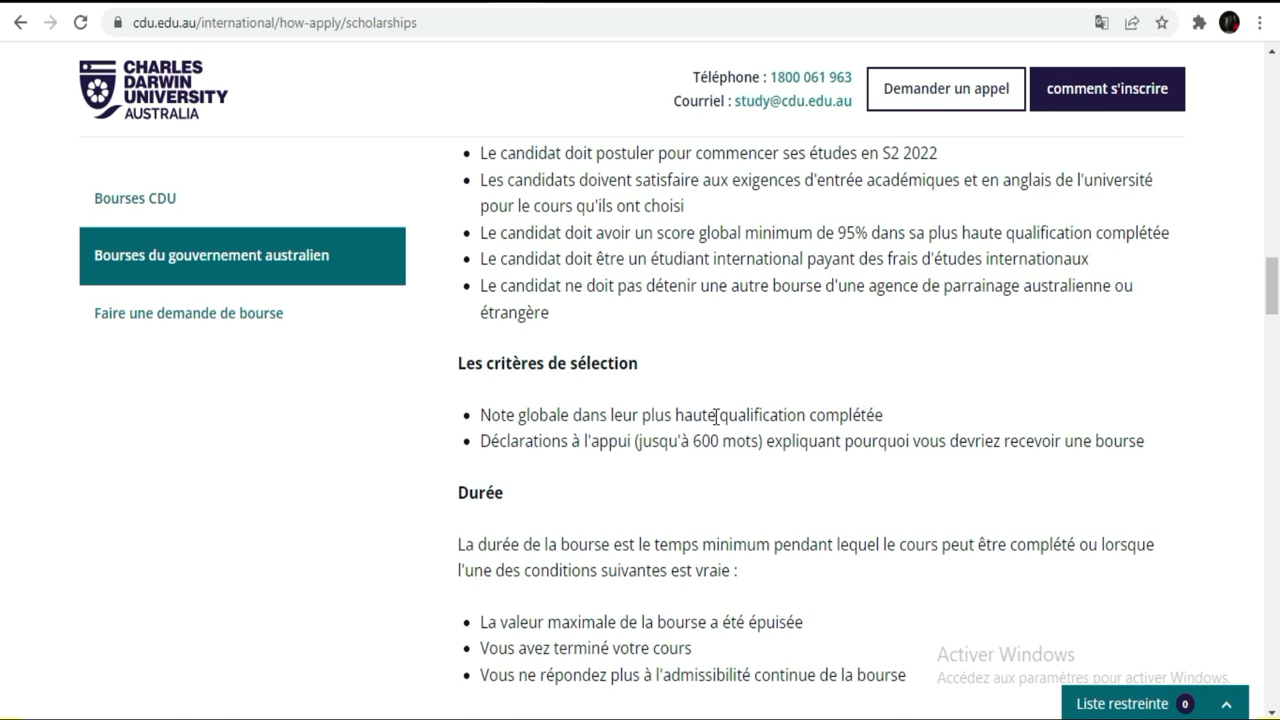 cdu.edu.au/international/how-apply/scholarships
CHARLES
DARWIN
UNIVERSITY
AUSTRALIA
Téléphone : 1800 061 963
Courriel : study@cdu.edu.au
Demander un appel
comment s'inscrire
Bourses CDU
Bourses du gouvernement australien
Faire une demande de bourse
Le candidat doit postuler pour commencer ses études en S2 2022
Les candidats doivent satisfaire aux exigences d'entrée académiques et en anglais de l'université
pour le cours qu'ils ont choisi
Le candidat doit avoir un score global minimum de 95% dans sa plus haute qualification complétée
Le candidat doit être un étudiant international payant des frais d'études internationaux
Le candidat ne doit pas détenir une autre bourse d'une agence de parrainage australienne ou
étrangère
Les critères de sélection
Note globale dans leur plus haute qualification complétée
Déclarations à l'appui (jusqu'à 600 mots) expliquant pourquoi vous devriez recevoir une bourse
Durée
La durée de la bourse est le temps minimum pendant lequel le cours peut être complété ou lorsque
l'une des conditions suivantes est vraie :
La valeur maximale de la bourse a été épuisée
Vous avez terminé votre cours
Vous ne répondez plus à l'admissibilité continue de la bourse
Activer Windows
Accédez aux paramètres pour activer Windows.
Liste restreinte 0